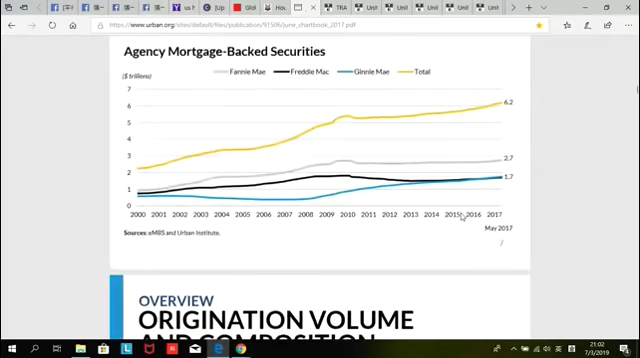 https://www.urban.org/sites/default/files/publication/91506/june_chartbook_2017.pdf
Agency Mortgage-Backed Securities
($ trillions)
Fannie Mae Freddie Mac Ginnie Mae Total
7
6
5
4
3
2
1
0
6.2
2.7
1.7
2000 2001 2002 2003 2004 2005 2006 2007 2008 2009 2010 2011 2012 2013 2014 2015 2016 2017
May 2017
Sources: eMBS and Urban Institute.
OVERVIEW
ORIGINATION VOLUME
AND COMPOSITION
21:02
7/3/2019